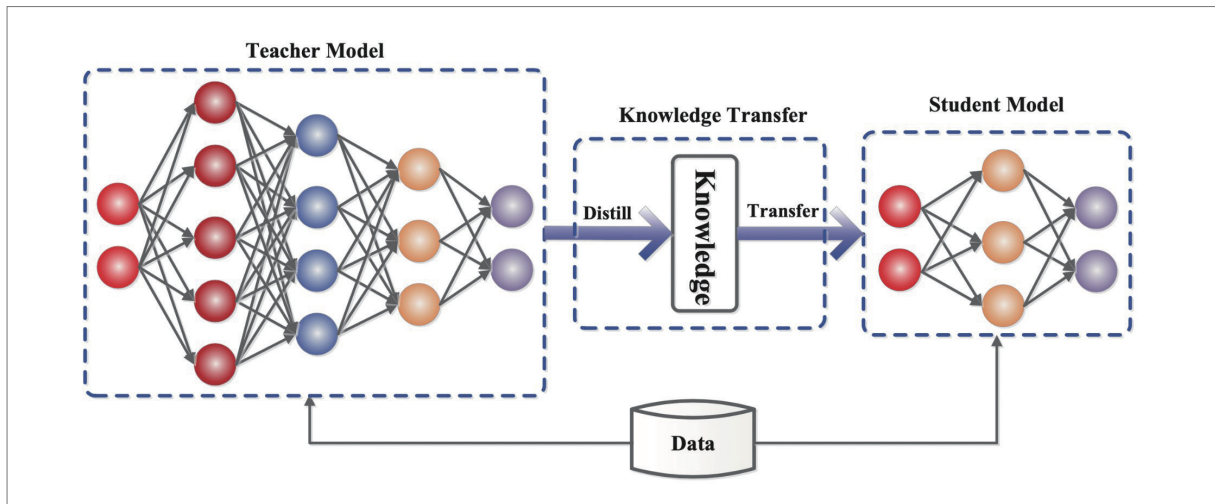 Teacher Model
Knowledge Transfer
Student Model
Distill
Knowledge
Transfer
Data